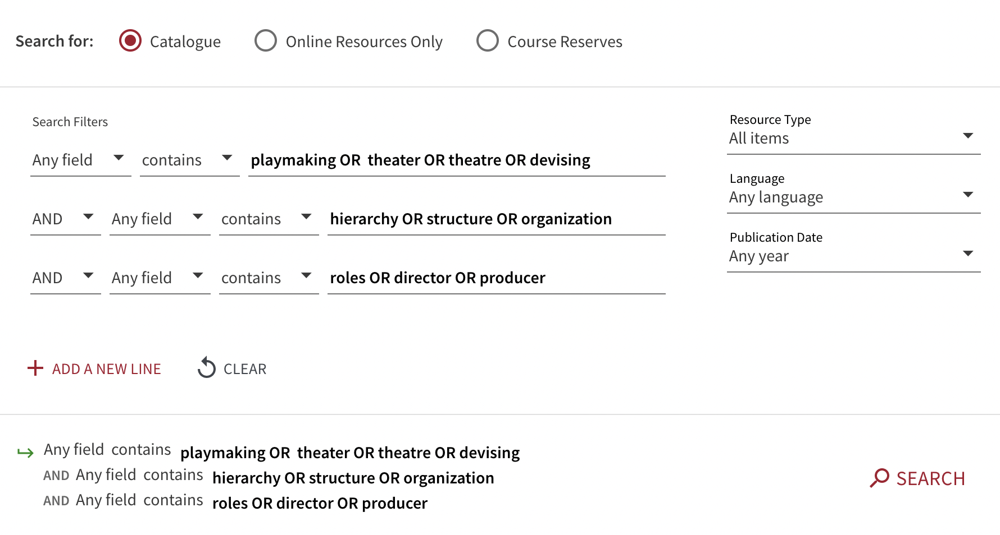 Search for: Catalogue Online Resources Only Course Reserves
Search Filters
Any field contains playmaking OR  theater OR theatre OR devising
AND Any field contains hierarchy OR structure OR organization
AND Any field contains roles OR director OR producer
Resource Type
All items
Language
Any language
Publication Date
Any year
ADD A NEW LINE CLEAR
Any field contains playmaking OR  theater OR theatre OR devising
AND Any field contains hierarchy OR structure OR organization
AND Any field contains roles OR director OR producer
SEARCH